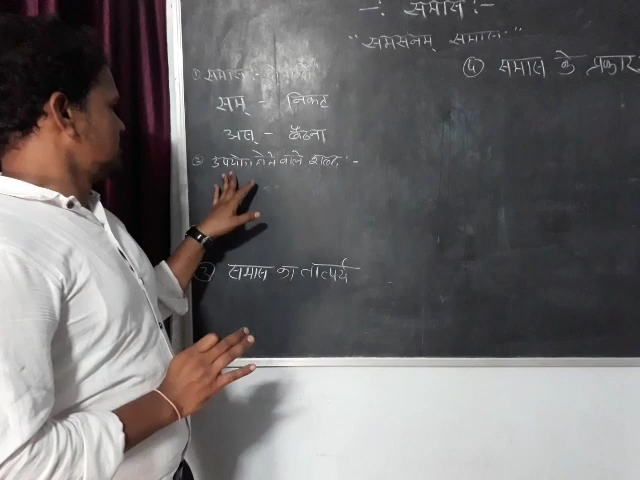 -: समास :-
"समसनम् समासः"
① समास :-
सम् - निकट
अस् - बैठना
② उपयोग होने वाले शब्द :-
③ समास का तात्पर्य
④ समास के प्रकार